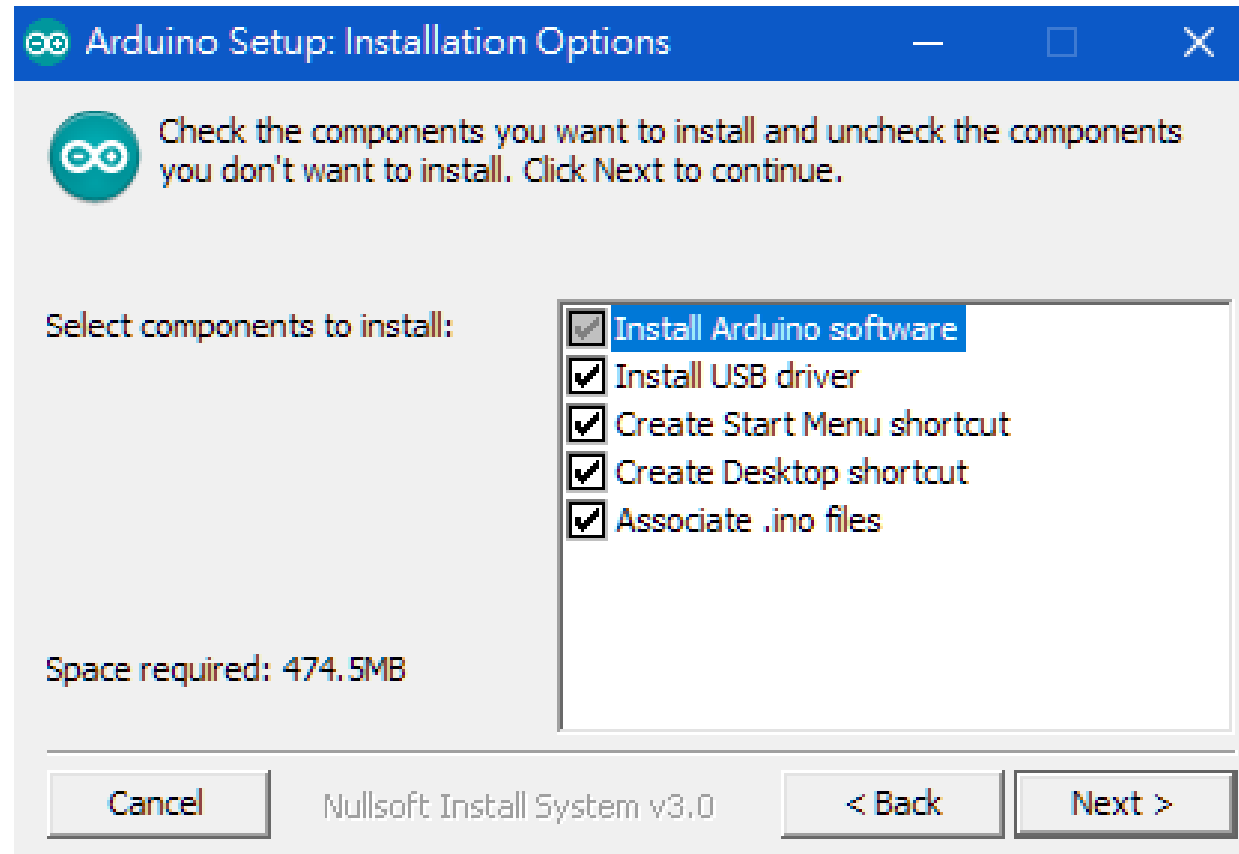 Arduino Setup: Installation Options
Check the components you want to install and uncheck the components
you don't want to install. Click Next to continue.
Select components to install:
Install Arduino software
Install USB driver
Create Start Menu shortcut
Create Desktop shortcut
Associate .ino files
Space required: 474.5MB
Cancel
Nullsoft Install System v3.0
< Back
Next >